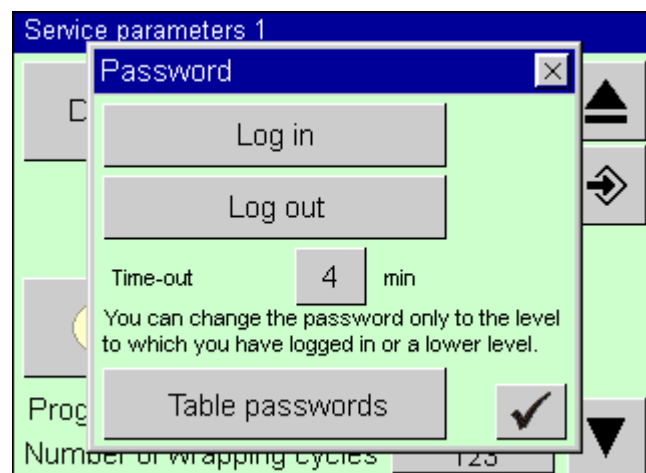 Service parameters 1
Password
Log in
Log out
Time-out 4 min
You can change the password only to the level
to which you have logged in or a lower level.
Table passwords
Number of wrapping cycles 123